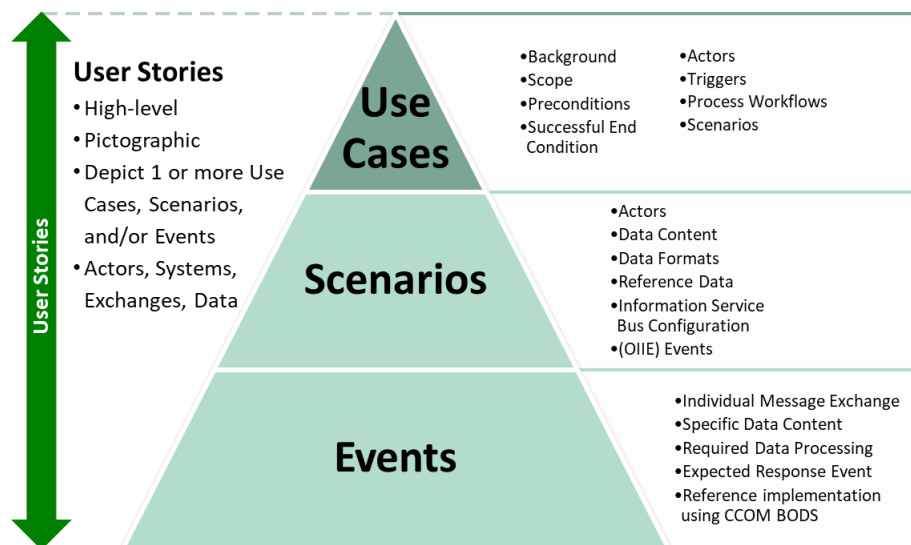 User Stories
User Stories
•High-level
•Pictographic
•Depict 1 or more Use
Cases, Scenarios,
and/or Events
•Actors, Systems,
Exchanges, Data
Use
Cases
•Background
•Scope
•Preconditions
•Successful End
Condition
•Actors
•Triggers
•Process Workflows
•Scenarios
Scenarios
•Actors
•Data Content
•Data Formats
•Reference Data
•Information Service
Bus Configuration
•(OIIE) Events
Events
•Individual Message Exchange
•Specific Data Content
•Required Data Processing
•Expected Response Event
•Reference implementation
using CCOM BODS